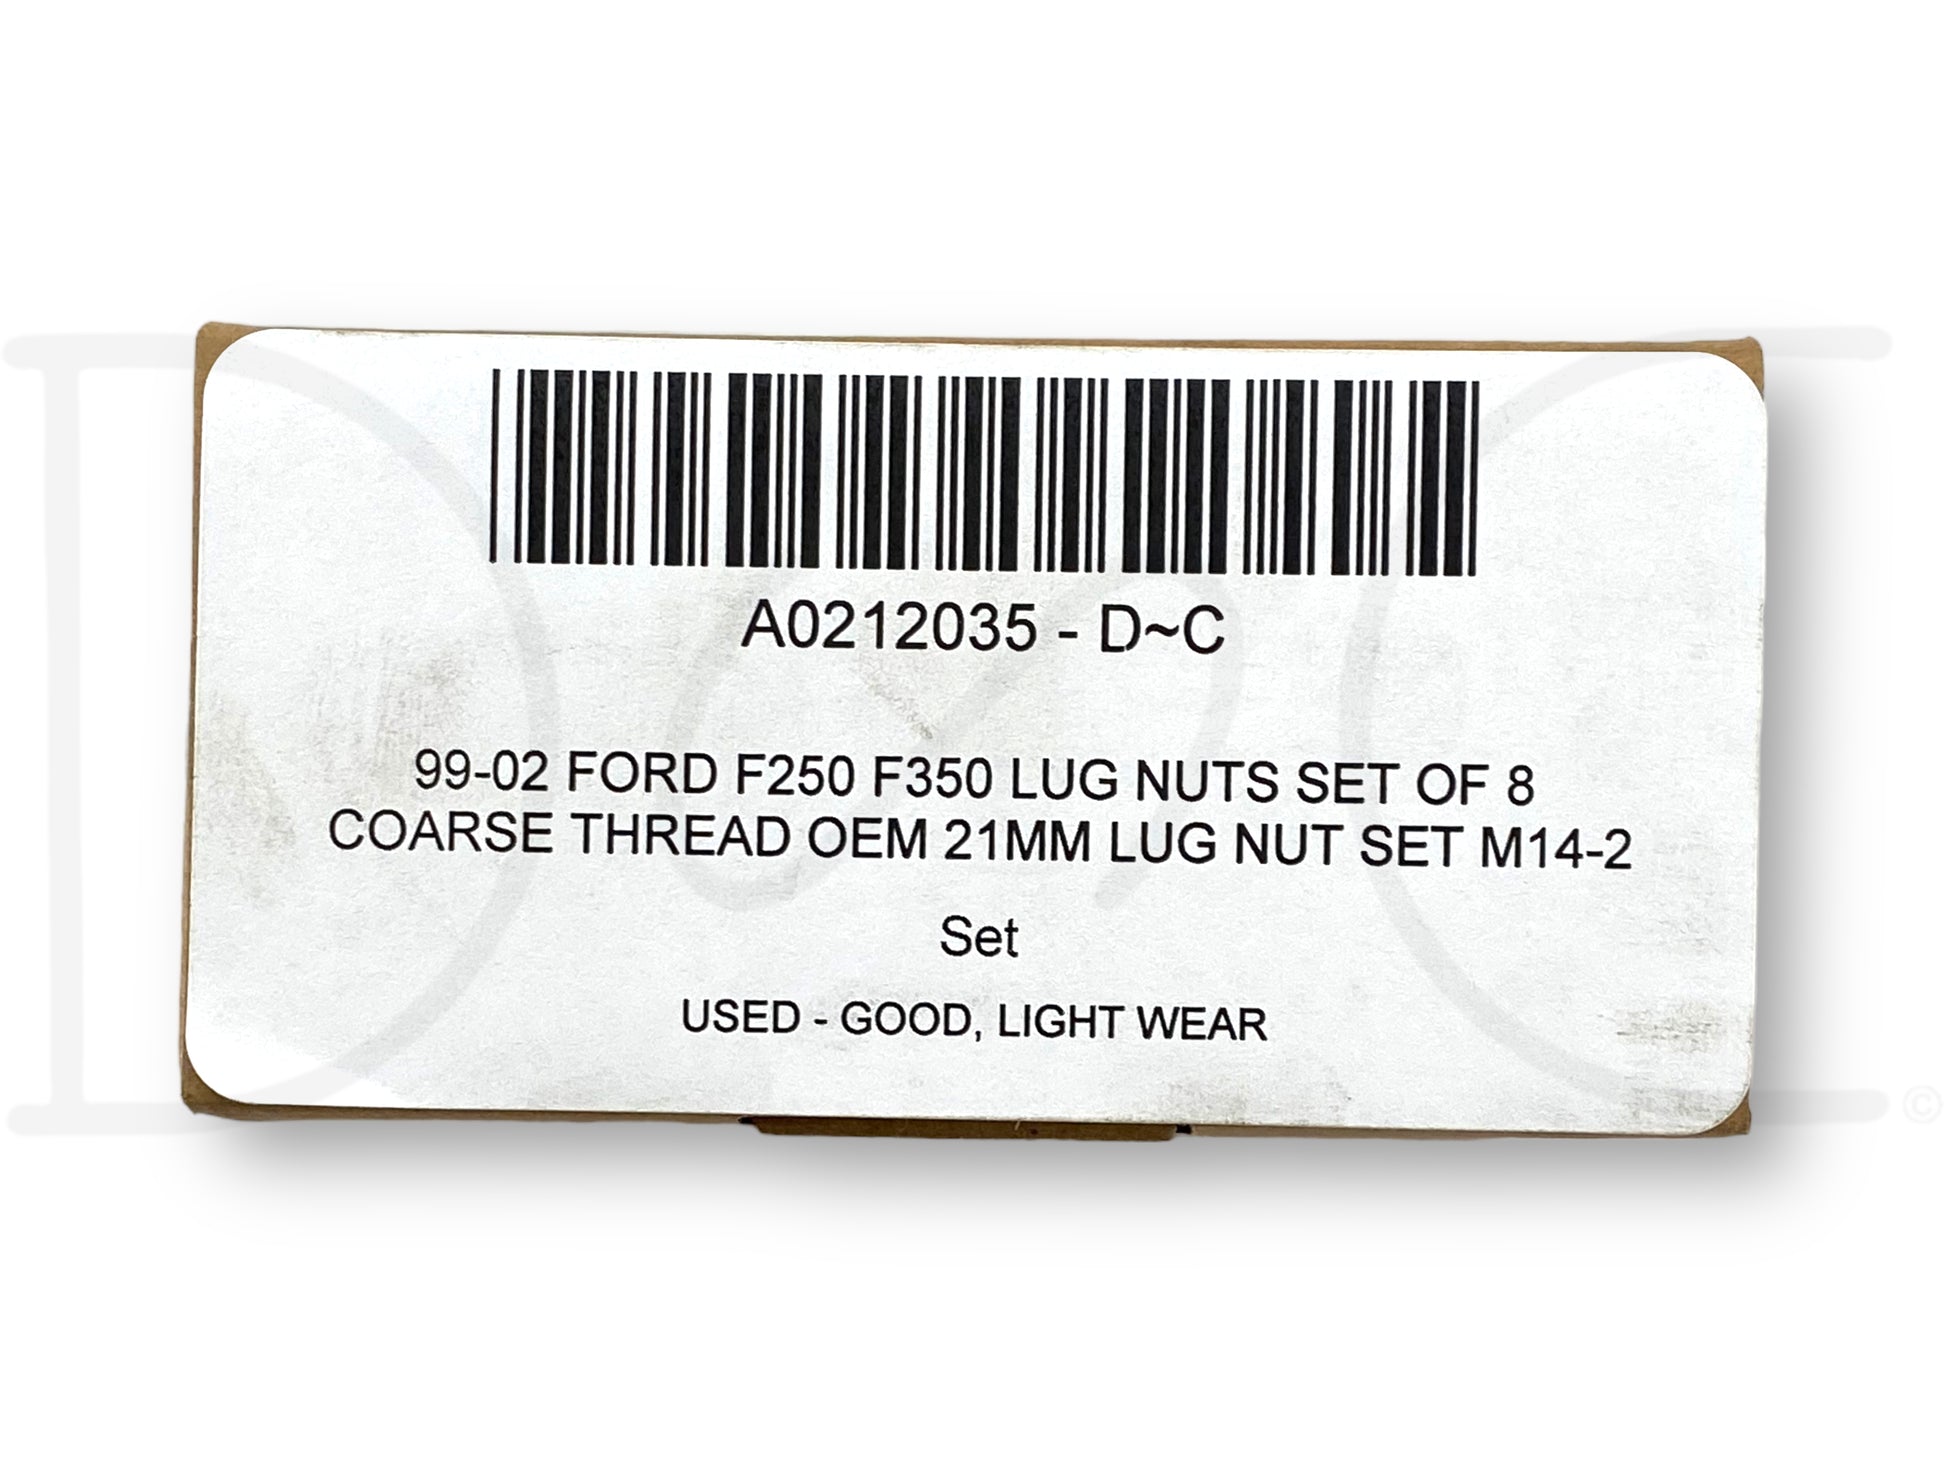 A0212035 - D~C
99-02 FORD F250 F350 LUG NUTS SET OF 8
COARSE THREAD OEM 21MM LUG NUT SET M14-2
Set
USED - GOOD, LIGHT WEAR
D~C ©